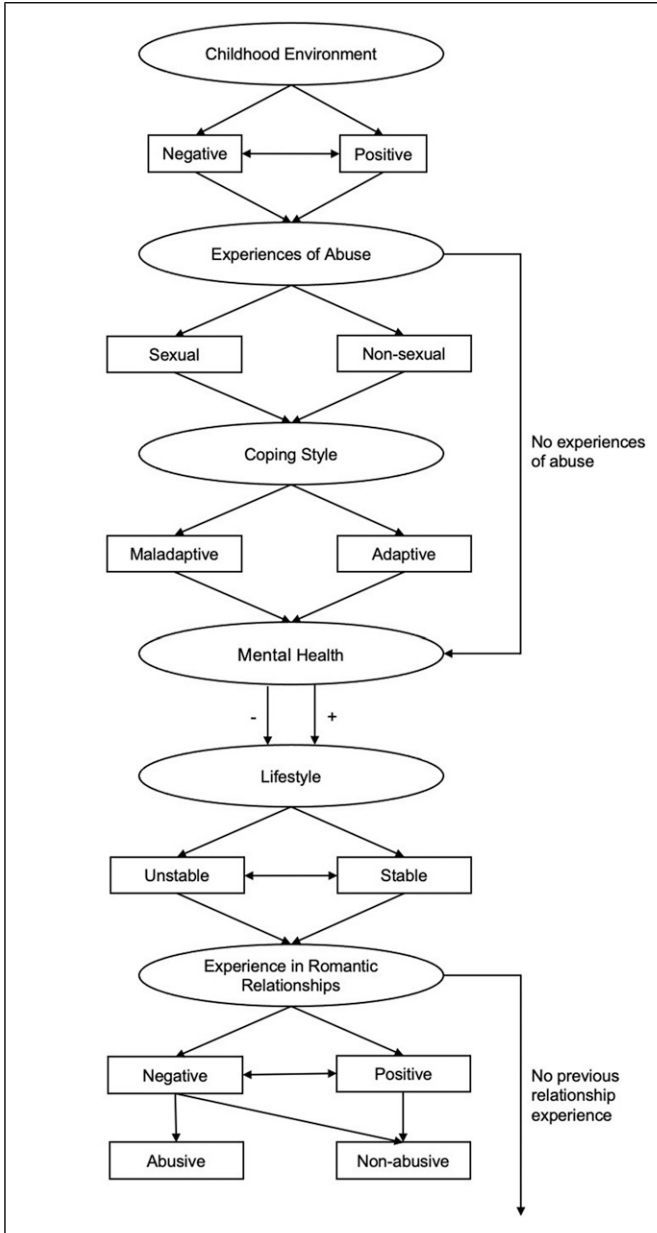 Childhood Environment
Negative
Positive
Experiences of Abuse
Sexual
Non-sexual
No experiences
of abuse
Coping Style
Maladaptive
Adaptive
Mental Health
-
+
Lifestyle
Unstable
Stable
Experience in Romantic
Relationships
Negative
Positive
No previous
relationship
experience
Abusive
Non-abusive